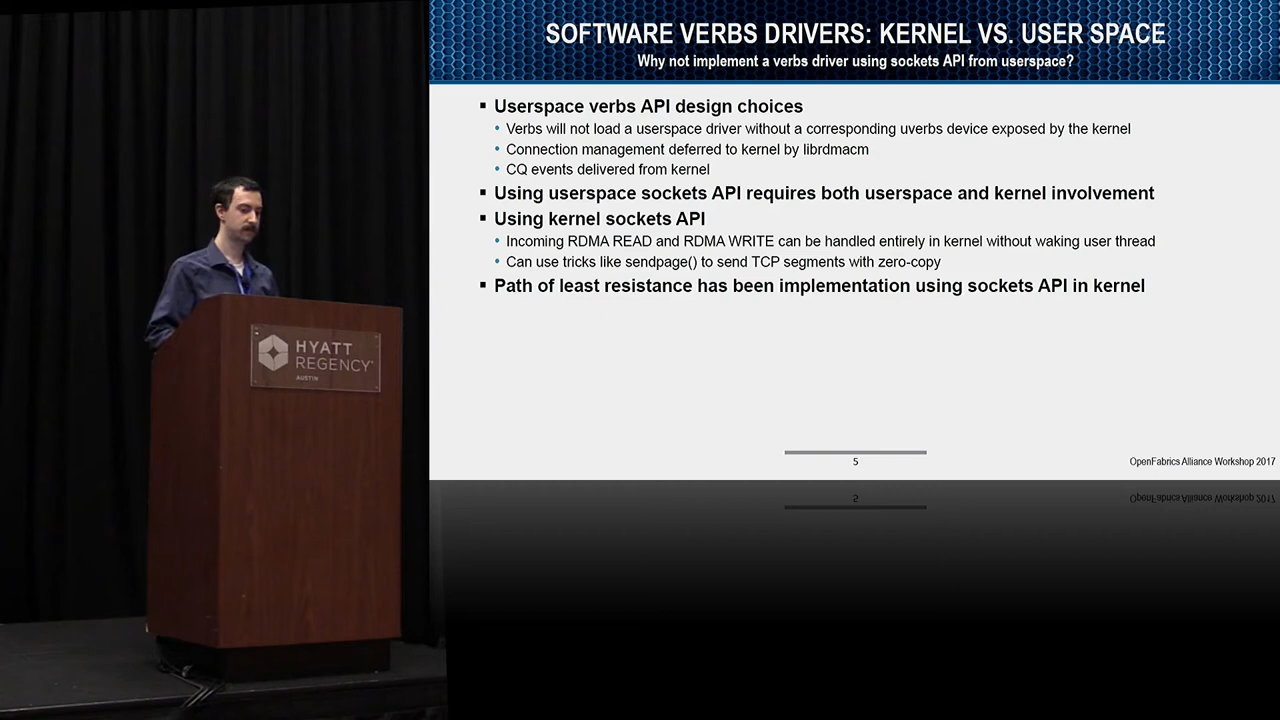 SOFTWARE VERBS DRIVERS: KERNEL VS. USER SPACE
Why not implement a verbs driver using sockets API from userspace?
▪ Userspace verbs API design choices
• Verbs will not load a userspace driver without a corresponding uverbs device exposed by the kernel
• Connection management deferred to kernel by librdmacm
• CQ events delivered from kernel
▪ Using userspace sockets API requires both userspace and kernel involvement
▪ Using kernel sockets API
• Incoming RDMA READ and RDMA WRITE can be handled entirely in kernel without waking user thread
• Can use tricks like sendpage() to send TCP segments with zero-copy
▪ Path of least resistance has been implementation using sockets API in kernel
5
OpenFabrics Alliance Workshop 2017
HYATT
REGENCY
AUSTIN
5
OpenFabrics Alliance Workshop 2017